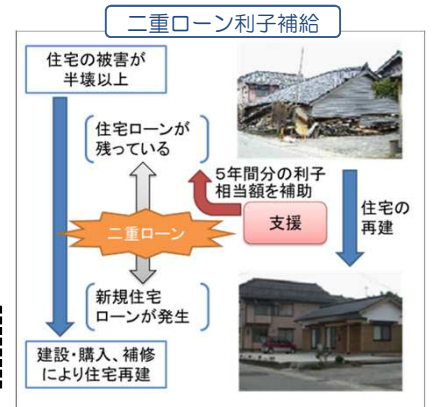 二重ローン利子補給
住宅の被害が
半壊以上
住宅ローンが
残っている
5年間分の利子
相当額を補助
支援
二重ローン
住宅の
再建
新規住宅
ローンが発生
建設・購入、補修
により住宅再建